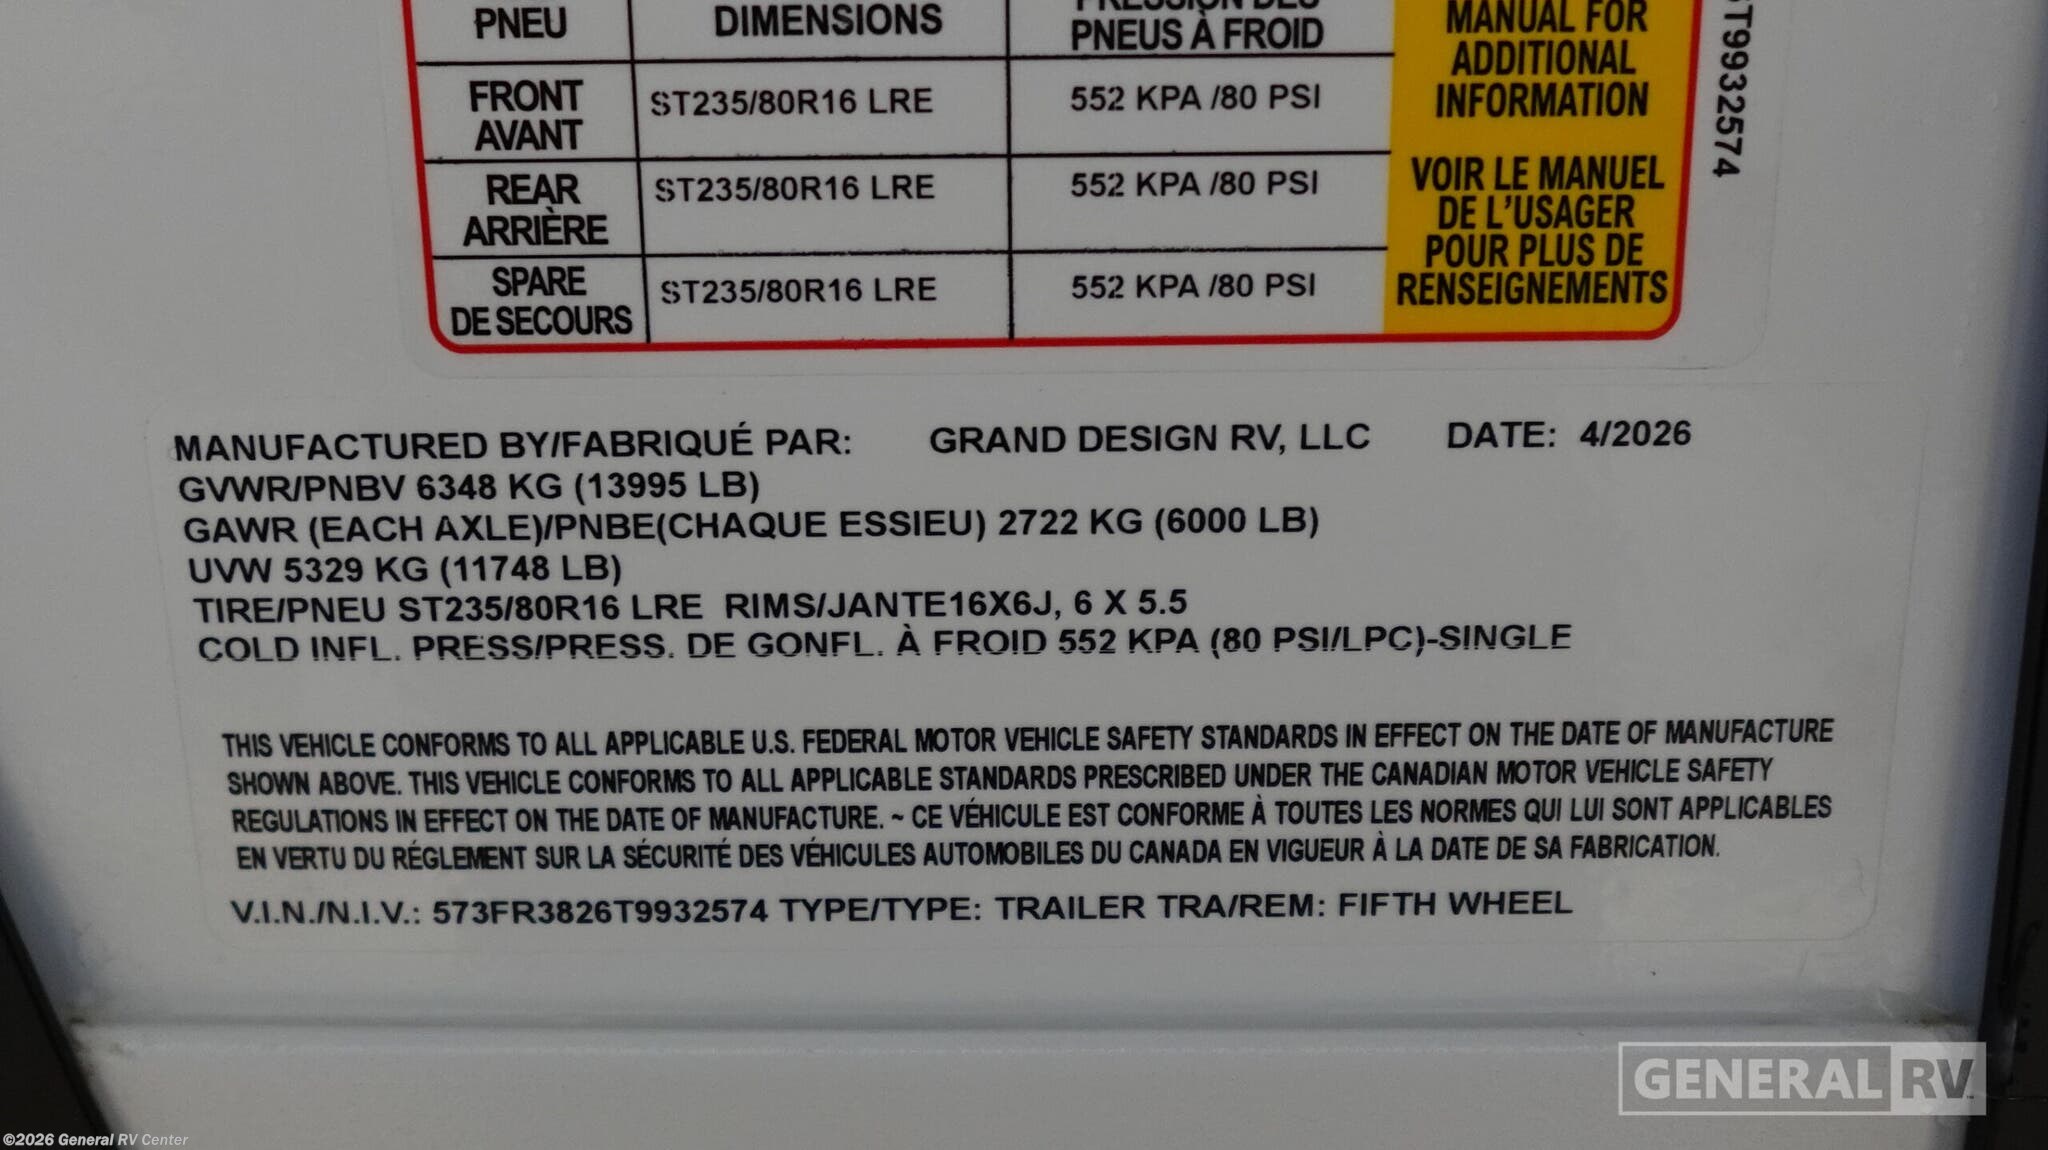 PNEU DIMENSIONS PRESSION DES PNEUS À FROID
MANUAL FOR
ADDITIONAL
INFORMATION
FRONT
AVANT
ST235/80R16 LRE 552 KPA /80 PSI
REAR
ARRIÈRE
ST235/80R16 LRE 552 KPA /80 PSI
SPARE
DE SECOURS
ST235/80R16 LRE 552 KPA /80 PSI
VOIR LE MANUEL
DE L'USAGER
POUR PLUS DE
RENSEIGNEMENTS
T9932574
MANUFACTURED BY/FABRIQUÉ PAR: GRAND DESIGN RV, LLC DATE: 4/2026
GVWR/PNBV 6348 KG (13995 LB)
GAWR (EACH AXLE)/PNBE(CHAQUE ESSIEU) 2722 KG (6000 LB)
UVW 5329 KG (11748 LB)
TIRE/PNEU ST235/80R16 LRE RIMS/JANTE16X6J, 6 X 5.5
COLD INFL. PRESS/PRESS. DE GONFL. À FROID 552 KPA (80 PSI/LPC)-SINGLE
THIS VEHICLE CONFORMS TO ALL APPLICABLE U.S. FEDERAL MOTOR VEHICLE SAFETY STANDARDS IN EFFECT ON THE DATE OF MANUFACTURE
SHOWN ABOVE. THIS VEHICLE CONFORMS TO ALL APPLICABLE STANDARDS PRESCRIBED UNDER THE CANADIAN MOTOR VEHICLE SAFETY
REGULATIONS IN EFFECT ON THE DATE OF MANUFACTURE. ~ CE VÉHICULE EST CONFORME À TOUTES LES NORMES QUI LUI SONT APPLICABLES
EN VERTU DU RÉGLEMENT SUR LA SÉCURITÉ DES VÉHICULES AUTOMOBILES DU CANADA EN VIGUEUR À LA DATE DE SA FABRICATION.
V.I.N./N.I.V.: 573FR3826T9932574 TYPE/TYPE: TRAILER TRA/REM: FIFTH WHEEL
GENERAL RV
©2026 General RV Center